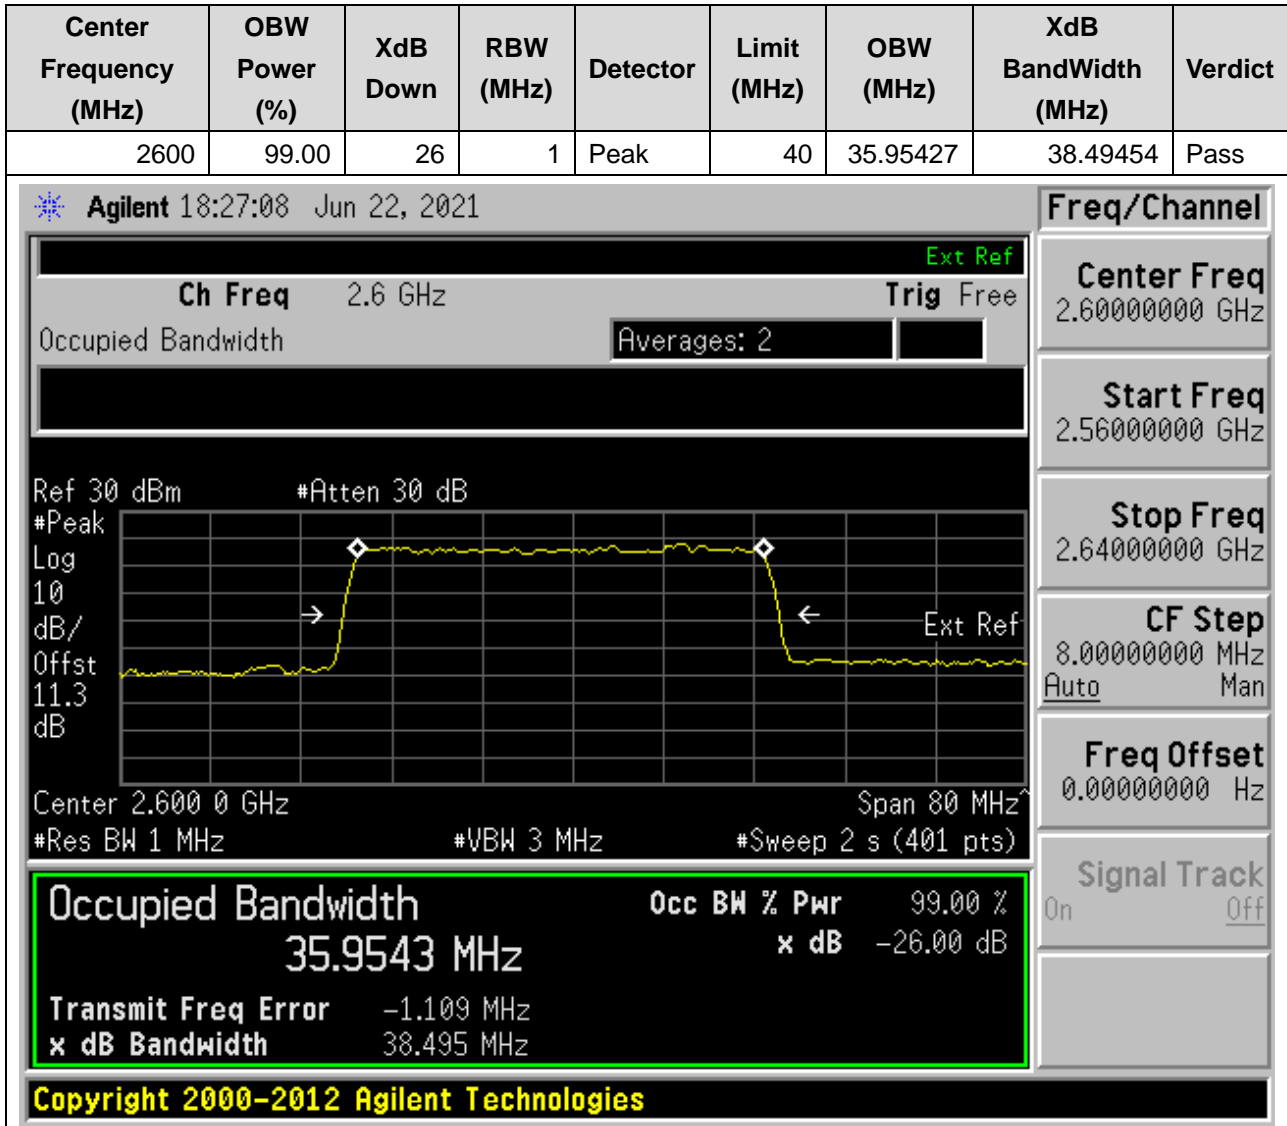 Center Frequency (MHz) OBW Power (%) XdB Down RBW (MHz) Detector Limit (MHz) OBW (MHz) XdB BandWidth (MHz) Verdict
2600 99.00 26 1 Peak 40 35.95427 38.49454 Pass
Agilent 18:27:08 Jun 22, 2021
Freq/Channel
Ext Ref
Ch Freq 2.6 GHz Trig Free
Occupied Bandwidth Averages: 2
Center Freq
2.60000000 GHz
Start Freq
2.56000000 GHz
Stop Freq
2.64000000 GHz
CF Step
8.00000000 MHz
Auto Man
Freq Offset
0.00000000 Hz
Signal Track
On Off
Ref 30 dBm #Atten 30 dB
#Peak
Log
10
dB/
Offst
11.3
dB
Ext Ref
Center 2.600 0 GHz Span 80 MHz^
#Res BW 1 MHz #VBW 3 MHz #Sweep 2 s (401 pts)
Occupied Bandwidth Occ BW % Pwr 99.00 %
35.9543 MHz x dB -26.00 dB
Transmit Freq Error -1.109 MHz
x dB Bandwidth 38.495 MHz
Copyright 2000-2012 Agilent Technologies